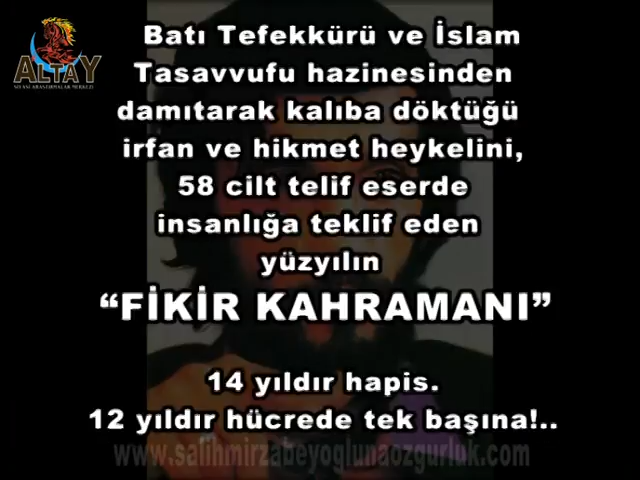 ALTAY
Batı Tefekkürü ve İslam
Tasavvufu hazinesinden
damıtarak kalıba döktüğü
irfan ve hikmet heykelini,
58 cilt telif eserde
insanlığa teklif eden
yüzyılın
“FİKİR KAHRAMANI”
14 yıldır hapis.
12 yıldır hücrede tek başına!..
www.salihmirzabeyoglunaozgurluk.com